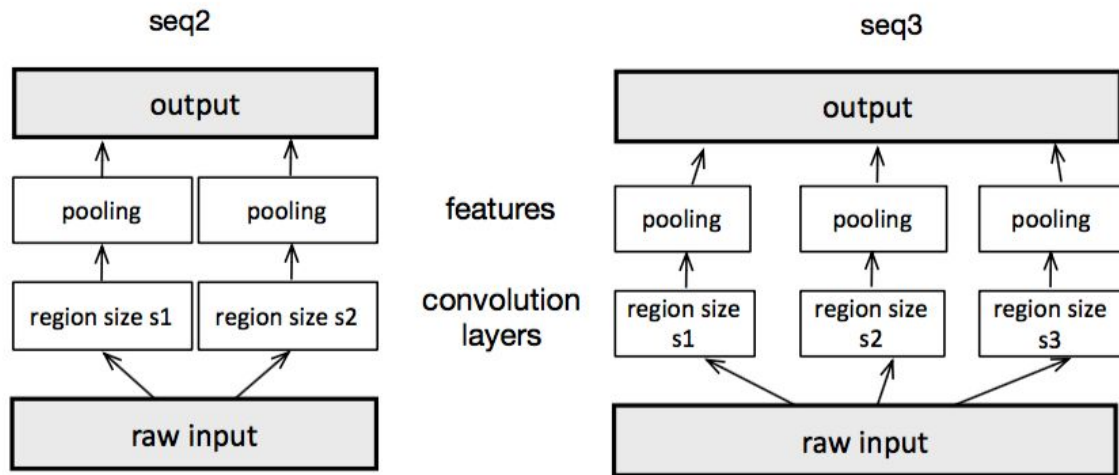 seq2
output
pooling
pooling
region size s1
region size s2
raw input
features
convolution
layers
seq3
output
pooling
pooling
pooling
region size
s1
region size
s2
region size
s3
raw input